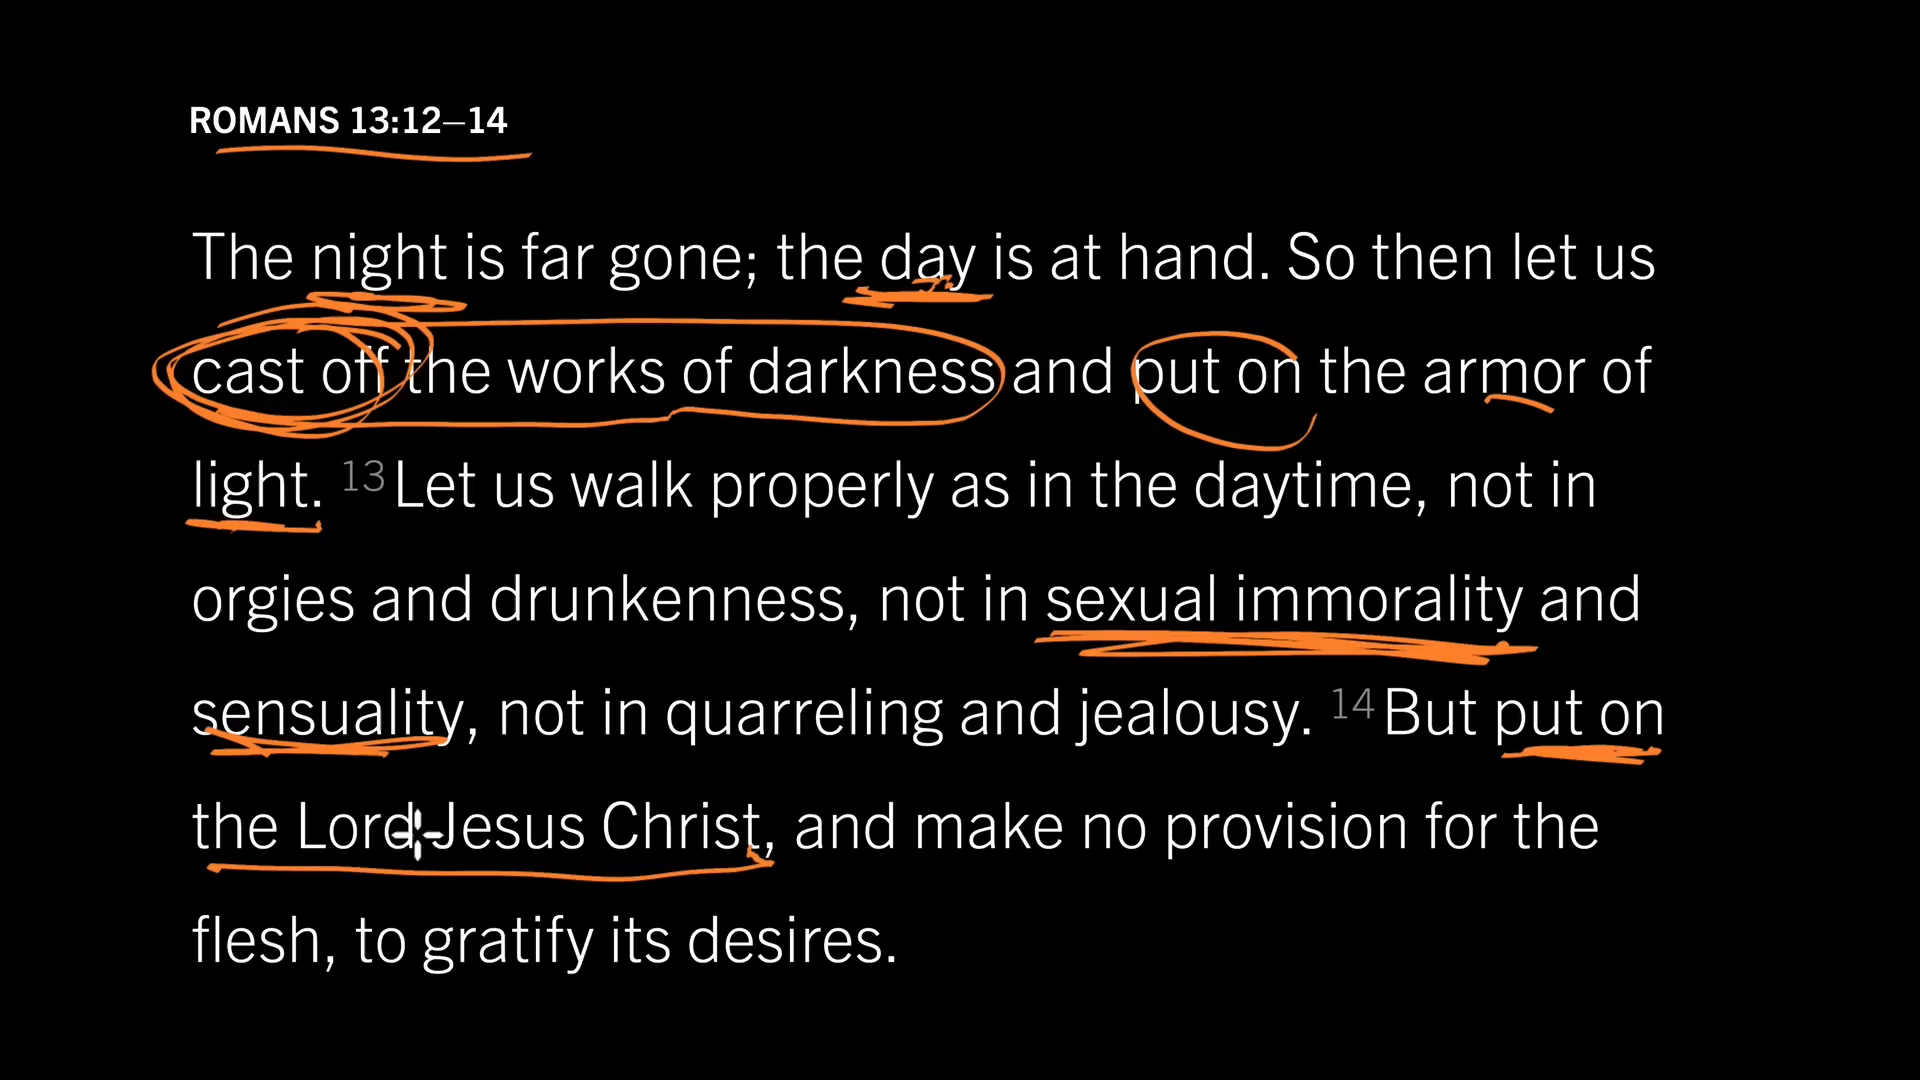 ROMANS 13:12–14
The night is far gone; the day is at hand. So then let us
cast off the works of darkness and put on the armor of
light. 13 Let us walk properly as in the daytime, not in
orgies and drunkenness, not in sexual immorality and
sensuality, not in quarreling and jealousy. 14 But put on
the Lord Jesus Christ, and make no provision for the
flesh, to gratify its desires.